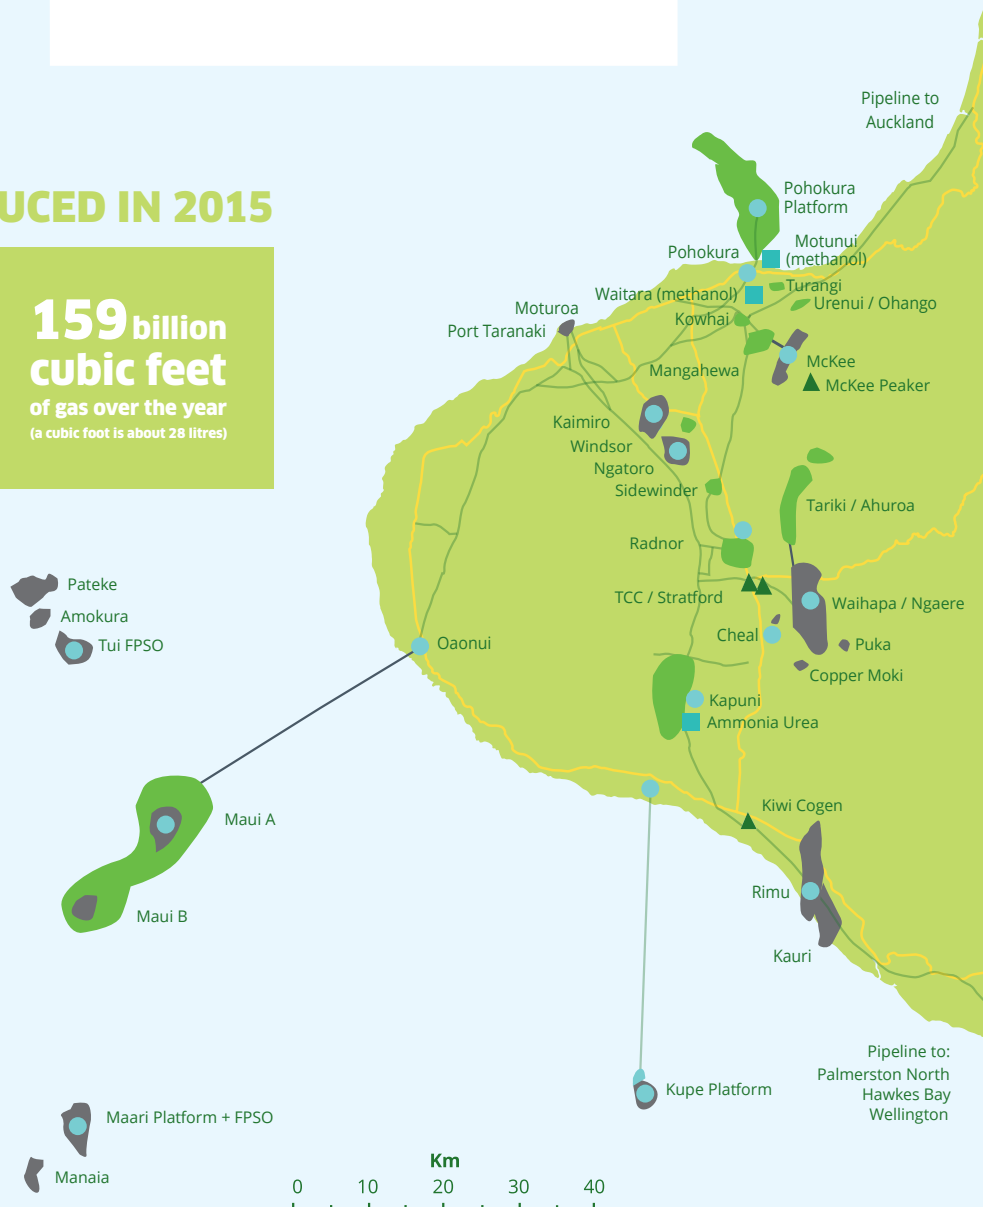 Pipeline to
Auckland
UCED IN 2015
159 billion
cubic feet
of gas over the year
(a cubic foot is about 28 litres)
Pohokura
Platform
Motunui
(methanol)
Pohokura
Turangi
Waitara (methanol)
Urenui / Ohango
Moturoa
Kowhai
Port Taranaki
McKee
Mangahewa
McKee Peaker
Kaimiro
Windsor
Ngatoro
Sidewinder
Tariki / Ahuroa
Radnor
Pateke
TCC / Stratford
Waihapa / Ngaere
Amokura
Cheal
Tui FPSO
Oaonui
Puka
Copper Moki
Kapuni
Ammonia Urea
Kiwi Cogen
Maui A
Rimu
Maui B
Kauri
Pipeline to:
Palmerston North
Hawkes Bay
Wellington
Kupe Platform
Maari Platform + FPSO
Manaia
Km
0 10 20 30 40